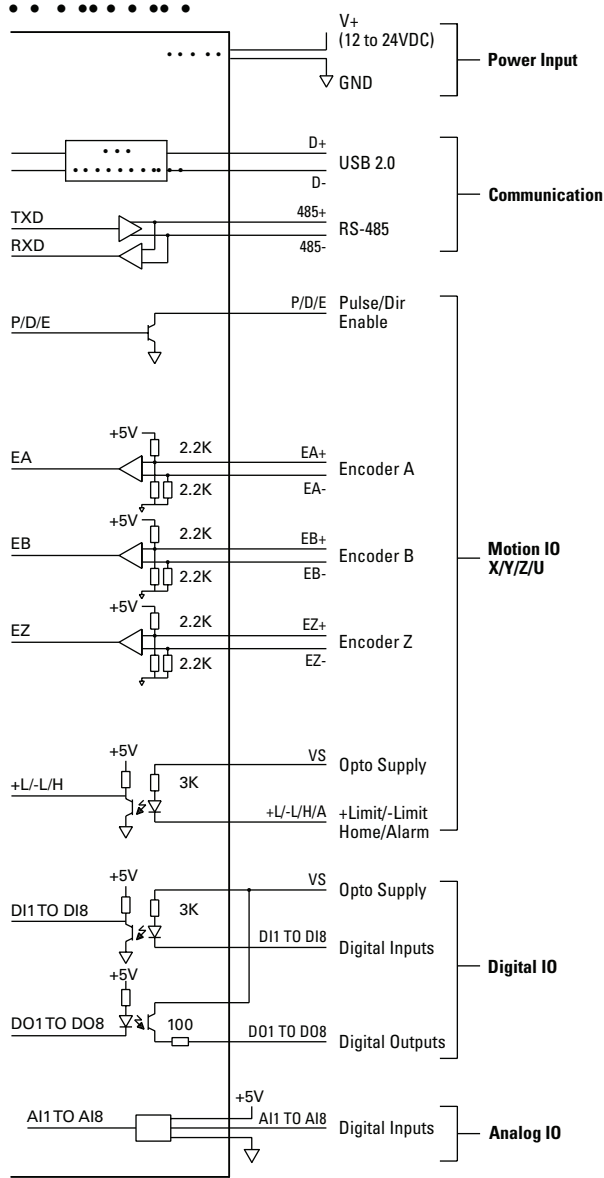 V+
(12 to 24VDC)
Power Input
GND
D+
USB 2.0
D-
Communication
TXD
485+
RS-485
RXD
485-
P/D/E
Pulse/Dir
Enable
P/D/E
+5V
2.2K
EA
EA+
Encoder A
2.2K
EA-
+5V
2.2K
EB
EB+
Encoder B
Motion IO
X/Y/Z/U
2.2K
EB-
+5V
2.2K
EZ
EZ+
Encoder Z
2.2K
EZ-
+5V
VS
Opto Supply
+L/-L/H
3K
+L/-L/H/A
+Limit/-Limit
Home/Alarm
+5V
VS
Opto Supply
DI1 TO DI8
3K
DI1 TO DI8
Digital Inputs
Digital IO
+5V
DO1 TO DO8
100
DO1 TO DO8
Digital Outputs
+5V
AI1 TO AI8
AI1 TO AI8
Digital Inputs
Analog IO